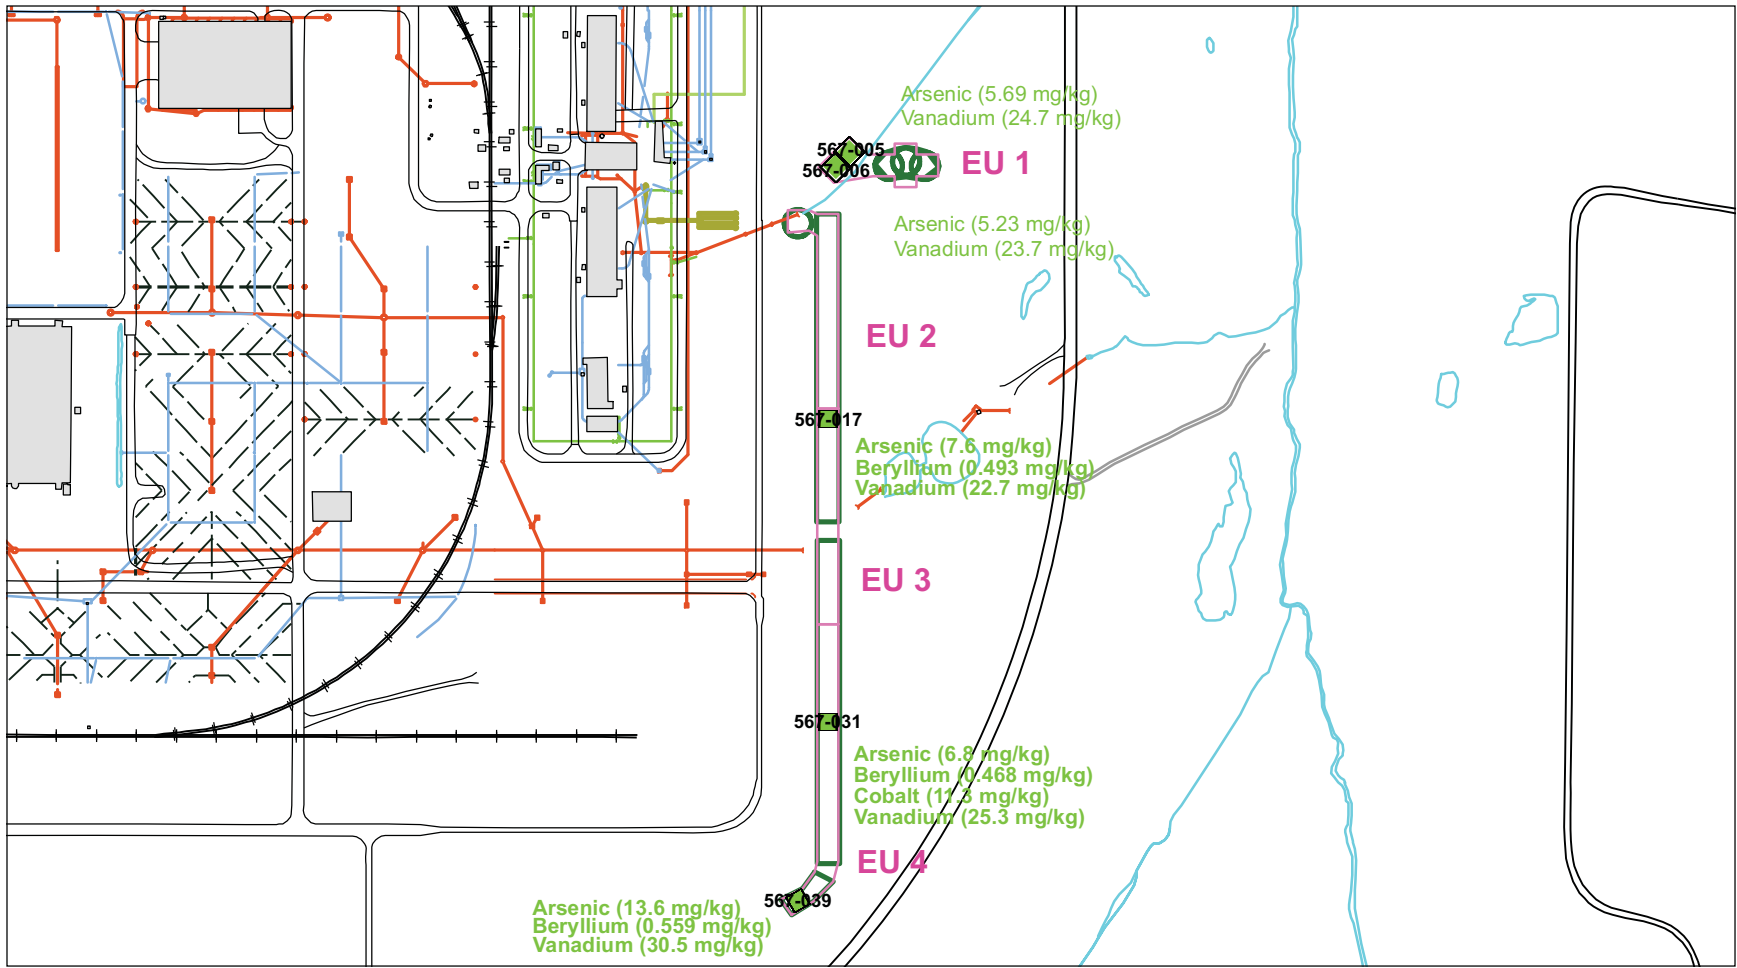 Arsenic (5.69 mg/kg)
Vanadium (24.7 mg/kg)
567-005
567-006
EU 1
Arsenic (5.23 mg/kg)
Vanadium (23.7 mg/kg)
EU 2
567-017
Arsenic (7.6 mg/kg)
Beryllium (0.493 mg/kg)
Vanadium (22.7 mg/kg)
EU 3
567-031
Arsenic (6.8 mg/kg)
Beryllium (0.468 mg/kg)
Cobalt (11.3 mg/kg)
Vanadium (25.3 mg/kg)
EU 4
567-039
Arsenic (13.6 mg/kg)
Beryllium (0.559 mg/kg)
Vanadium (30.5 mg/kg)